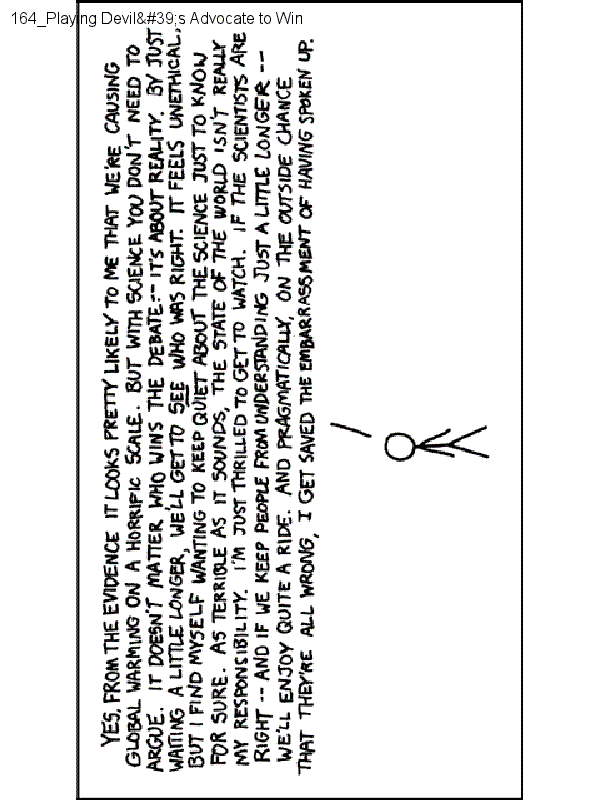 164_Playing Devil&#39;s Advocate to Win
YES, FROM THE EVIDENCE IT LOOKS PRETTY LIKELY TO ME THAT WE'RE CAUSING
GLOBAL WARMING ON A HORRIFIC SCALE. BUT WITH SCIENCE YOU DON'T NEED TO
ARGUE. IT DOESN'T MATTER WHO WINS THE DEBATE-- IT'S ABOUT REALITY. BY JUST
WAITING A LITTLE LONGER, WE'LL GET TO SEE WHO WAS RIGHT. IT FEELS UNETHICAL,
BUT I FIND MYSELF WANTING TO KEEP QUIET ABOUT THE SCIENCE JUST TO KNOW
FOR SURE. AS TERRIBLE AS IT SOUNDS, THE STATE OF THE WORLD ISN'T REALLY
MY RESPONSIBILITY. I'M JUST THRILLED TO GET TO WATCH. IF THE SCIENTISTS ARE
RIGHT -- AND IF WE KEEP PEOPLE FROM UNDERSTANDING JUST A LITTLE LONGER --
WE'LL ENJOY QUITE A RIDE. AND PRAGMATICALLY, ON THE OUTSIDE CHANCE
THAT THEY'RE ALL WRONG, I GET SAVED THE EMBARRASSMENT OF HAVING SPOKEN UP.